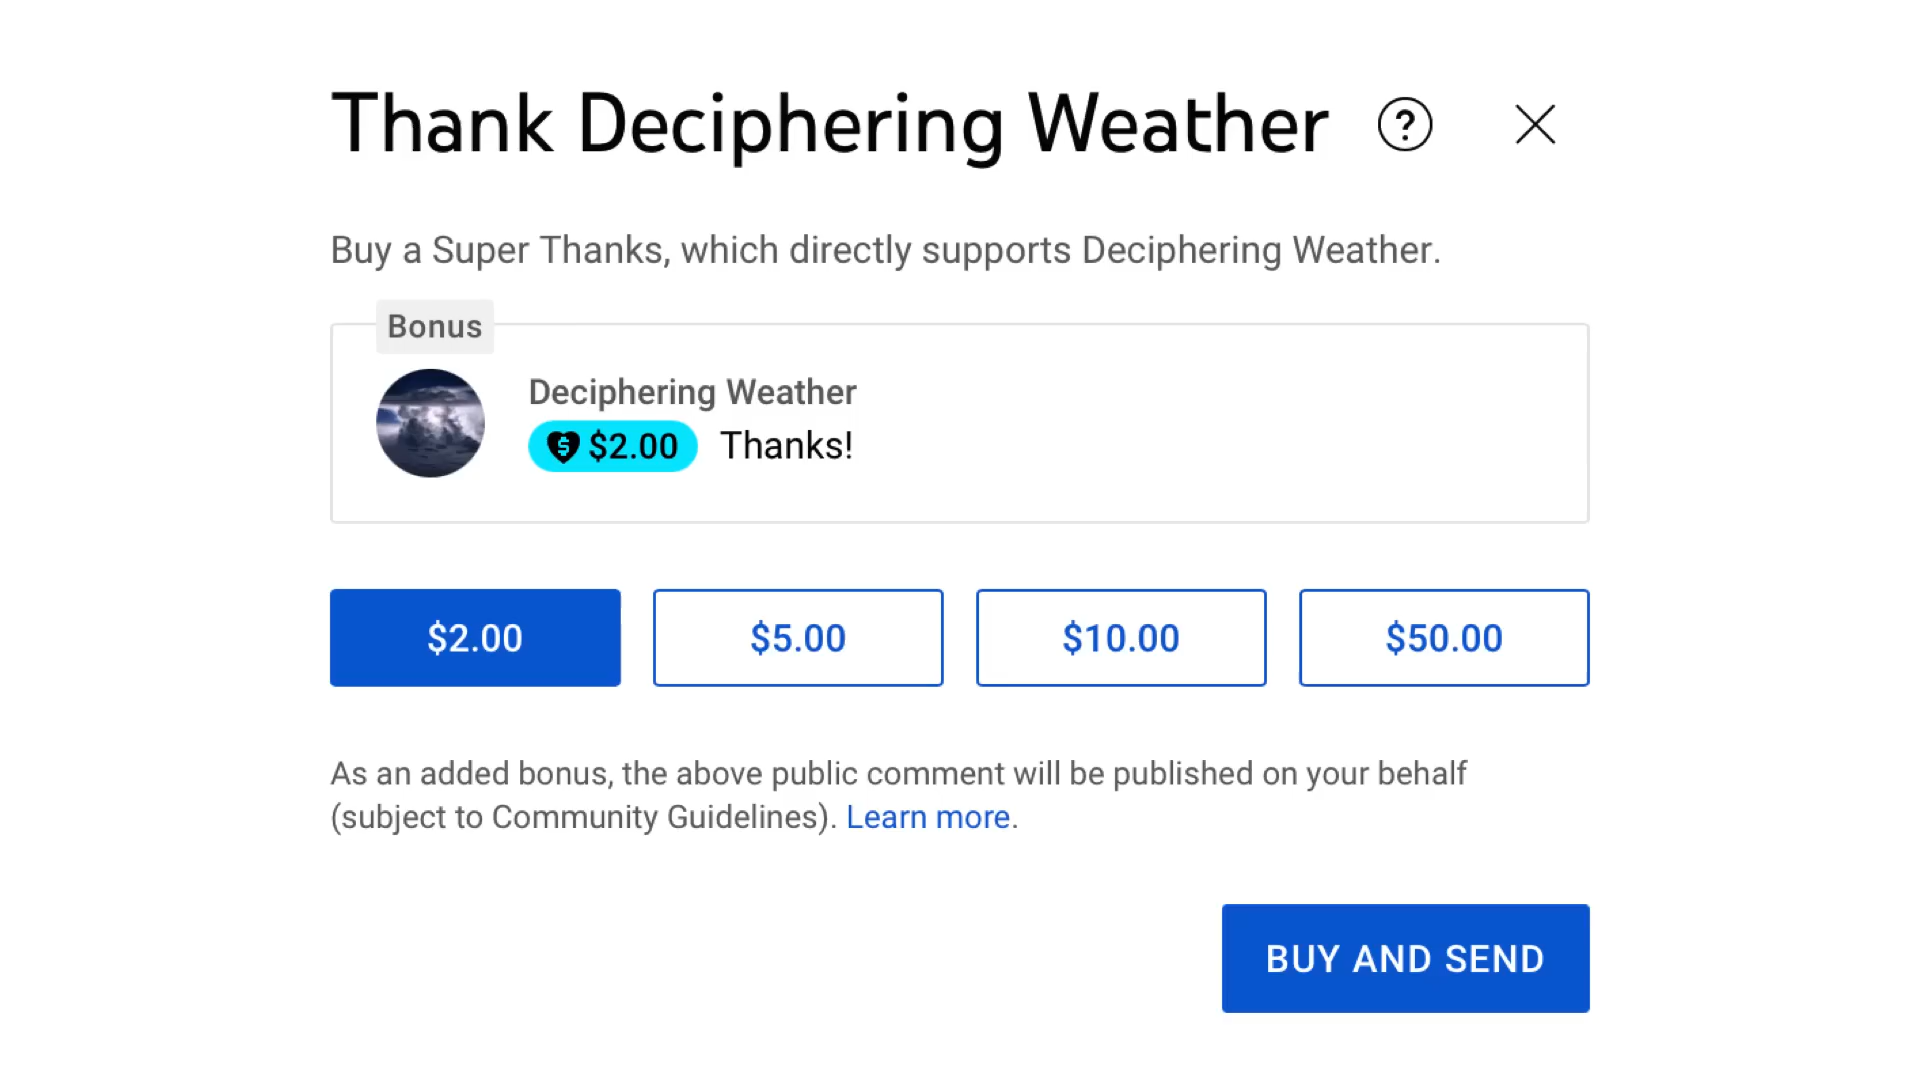 Thank Deciphering Weather ?
Buy a Super Thanks, which directly supports Deciphering Weather.
Bonus
Deciphering Weather
$ $2.00 Thanks!
$2.00 $5.00 $10.00 $50.00
As an added bonus, the above public comment will be published on your behalf
(subject to Community Guidelines). Learn more.
BUY AND SEND